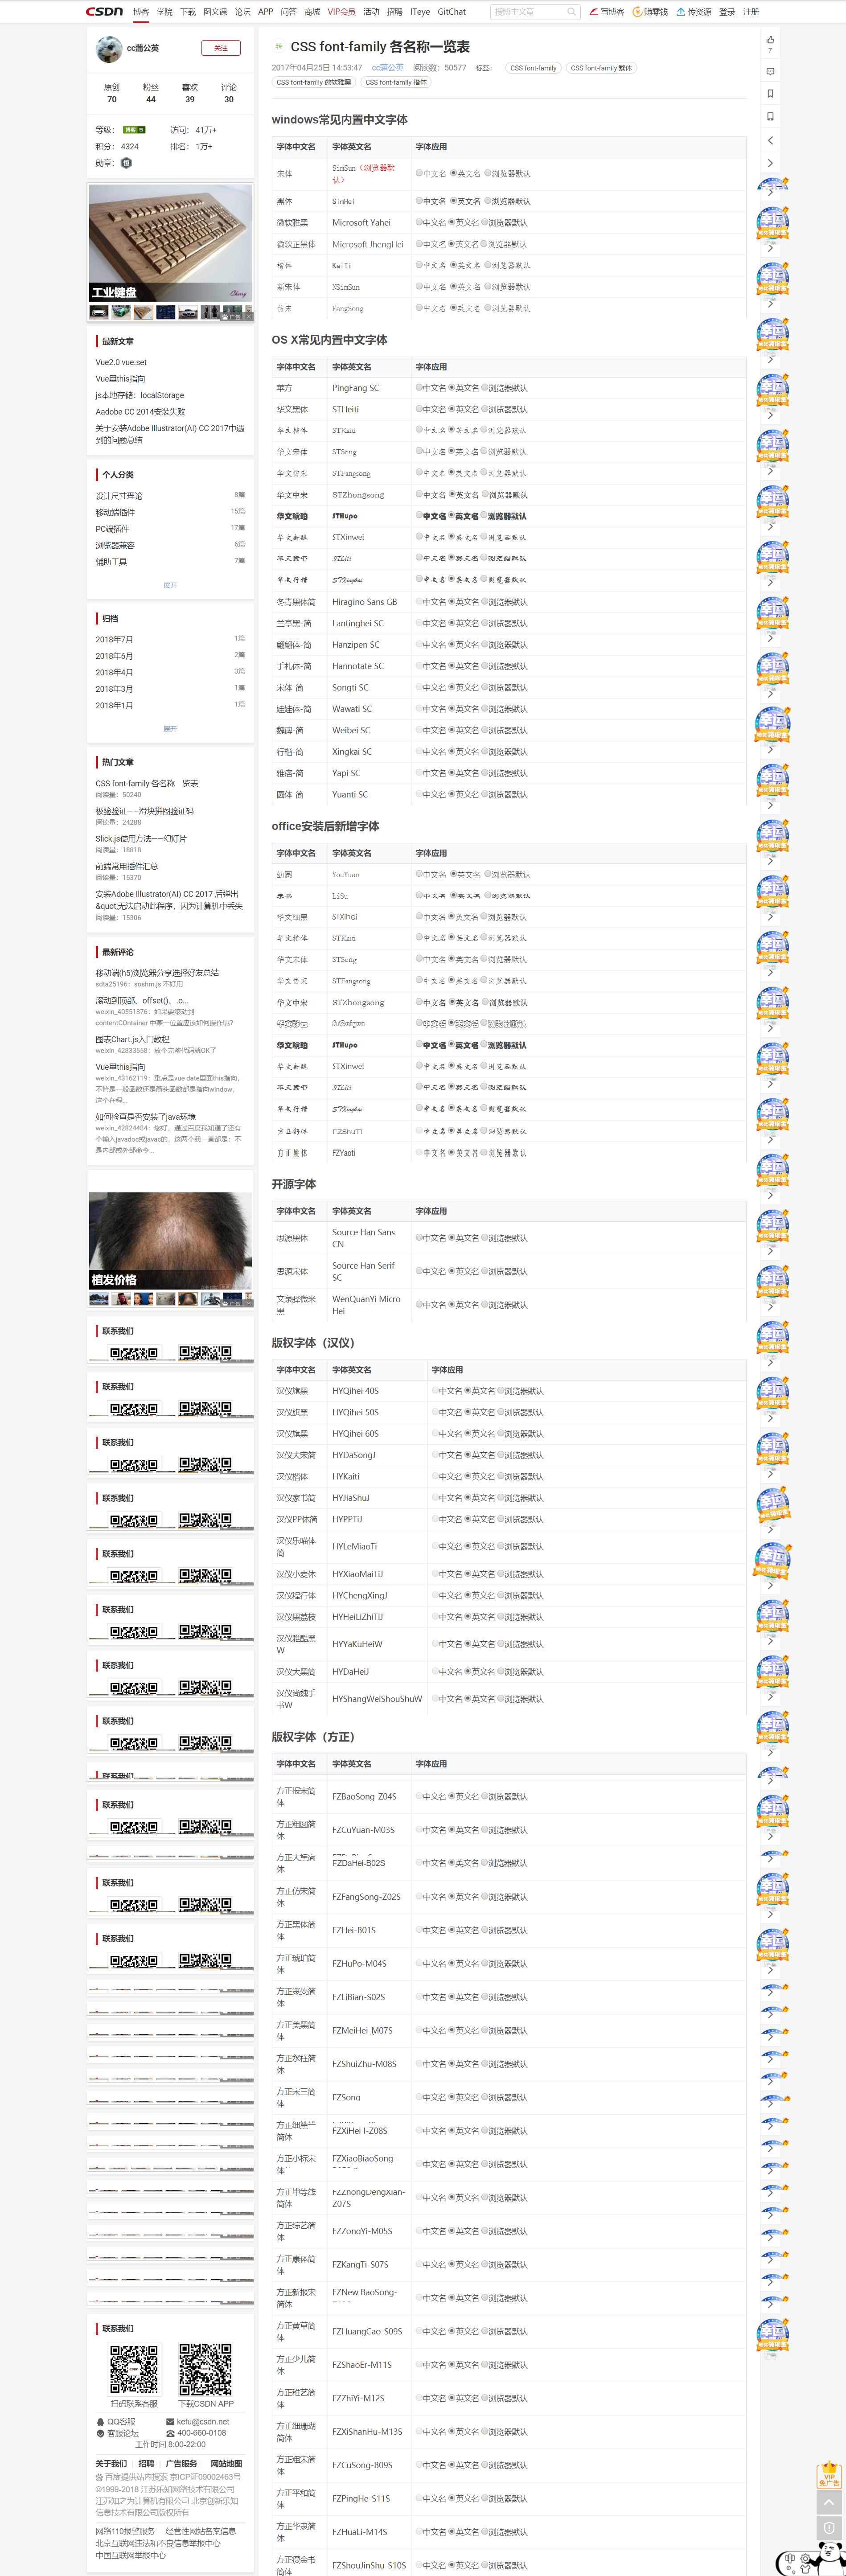 CSDN 博客 学院 下载 图文课 论坛 APP 问答 商城 VIP会员 活动 招聘 ITeye GitChat 搜博主文章 写博客 赚零钱 传资源 登录 注册
cc蒲公英 关注
原创 粉丝 喜欢 评论
70 44 39 30
等级： 访问： 41万+
积分： 4324 排名： 1万+
勋章：
工业键盘
最新文章
Vue2.0 vue.set
Vue里this指向
js本地存储：localStorage
Aadobe CC 2014安装失败
关于安装Adobe Illustrator(AI) CC 2017中遇
到的问题总结
个人分类
设计尺寸理论 8篇
移动端插件 15篇
PC端插件 17篇
浏览器兼容 6篇
辅助工具 7篇
展开
归档
2018年7月 1篇
2018年6月 2篇
2018年4月 3篇
2018年3月 1篇
2018年1月 1篇
展开
热门文章
CSS font-family 各名称一览表
阅读量：50240
极验验证——滑块拼图验证码
阅读量：24288
Slick.js使用方法——幻灯片
阅读量：18818
前端常用插件汇总
阅读量：15370
安装Adobe Illustrator(AI) CC 2017 后弹出
&quot;无法启动此程序，因为计算机中丢失
阅读量：15306
最新评论
移动端(h5)浏览器分享选择好友总结
sdta25196：soshm.js 不好用
滚动到顶部、offset()、.o...
weixin_40551876：如果要滚动到
contentCOntainer 中某一位置应该如何操作呢？
图表Chart.js入门教程
weixin_42833558：放个完整代码就OK了
Vue里this指向
weixin_43162119：重点是vue date里面this指向，
不管是一般函数还是箭头函数都是指向window，
这个在程...
如何检查是否安装了java环境
weixin_42824484：您好，通过百度我知道了还有
个输入javadoc或javac的，这两个我一直都是：不
是内部或外部命令...
植发价格
联系我们
联系我们
联系我们
联系我们
联系我们
联系我们
联系我们
联系我们
联系我们
联系我们
联系我们
联系我们
联系我们
扫码联系客服 下载CSDN APP
QQ客服 kefu@csdn.net
客服论坛 400-660-0108
工作时间 8:00-22:00
关于我们 招聘 广告服务 网站地图
百度提供站内搜索 京ICP证09002463号
©1999-2018 江苏乐知网络技术有限公司
江苏知之为计算机有限公司 北京创新乐知
信息技术有限公司版权所有
网络110报警服务 经营性网站备案信息
北京互联网违法和不良信息举报中心
中国互联网举报中心
转 CSS font-family 各名称一览表
2017年04月25日 14:53:47 cc蒲公英 阅读数：50577 标签： CSS font-family CSS font-family 繁体
CSS font-family 微软雅黑 CSS font-family 楷体
windows常见内置中文字体
字体中文名 字体英文名 字体应用
宋体 SimSun（浏览器默认） 中文名 英文名 浏览器默认
黑体 SimHei 中文名 英文名 浏览器默认
微软雅黑 Microsoft Yahei 中文名 英文名 浏览器默认
微软正黑体 Microsoft JhengHei 中文名 英文名 浏览器默认
楷体 KaiTi 中文名 英文名 浏览器默认
新宋体 NSimSun 中文名 英文名 浏览器默认
仿宋 FangSong 中文名 英文名 浏览器默认
OS X常见内置中文字体
字体中文名 字体英文名 字体应用
苹方 PingFang SC 中文名 英文名 浏览器默认
华文黑体 STHeiti 中文名 英文名 浏览器默认
华文楷体 STKaiti 中文名 英文名 浏览器默认
华文宋体 STSong 中文名 英文名 浏览器默认
华文仿宋 STFangsong 中文名 英文名 浏览器默认
华文中宋 STZhongsong 中文名 英文名 浏览器默认
华文琥珀 STHupo 中文名 英文名 浏览器默认
华文新魏 STXinwei 中文名 英文名 浏览器默认
华文隶书 STLiti 中文名 英文名 浏览器默认
华文行楷 STXingkai 中文名 英文名 浏览器默认
冬青黑体简 Hiragino Sans GB 中文名 英文名 浏览器默认
兰亭黑-简 Lantinghei SC 中文名 英文名 浏览器默认
翩翩体-简 Hanzipen SC 中文名 英文名 浏览器默认
手札体-简 Hannotate SC 中文名 英文名 浏览器默认
宋体-简 Songti SC 中文名 英文名 浏览器默认
娃娃体-简 Wawati SC 中文名 英文名 浏览器默认
魏碑-简 Weibei SC 中文名 英文名 浏览器默认
行楷-简 Xingkai SC 中文名 英文名 浏览器默认
雅痞-简 Yapi SC 中文名 英文名 浏览器默认
圆体-简 Yuanti SC 中文名 英文名 浏览器默认
office安装后新增字体
字体中文名 字体英文名 字体应用
幼圆 YouYuan 中文名 英文名 浏览器默认
隶书 LiSu 中文名 英文名 浏览器默认
华文细黑 STXihei 中文名 英文名 浏览器默认
华文楷体 STKaiti 中文名 英文名 浏览器默认
华文宋体 STSong 中文名 英文名 浏览器默认
华文仿宋 STFangsong 中文名 英文名 浏览器默认
华文中宋 STZhongsong 中文名 英文名 浏览器默认
华文彩云 STCaiyun 中文名 英文名 浏览器默认
华文琥珀 STHupo 中文名 英文名 浏览器默认
华文新魏 STXinwei 中文名 英文名 浏览器默认
华文隶书 STLiti 中文名 英文名 浏览器默认
华文行楷 STXingkai 中文名 英文名 浏览器默认
方正舒体 FZShuTi 中文名 英文名 浏览器默认
方正姚体 FZYaoti 中文名 英文名 浏览器默认
开源字体
字体中文名 字体英文名 字体应用
思源黑体 Source Han Sans CN 中文名 英文名 浏览器默认
思源宋体 Source Han Serif SC 中文名 英文名 浏览器默认
文泉驿微米黑 WenQuanYi Micro Hei 中文名 英文名 浏览器默认
版权字体（汉仪）
字体中文名 字体英文名 字体应用
汉仪旗黑 HYQihei 40S 中文名 英文名 浏览器默认
汉仪旗黑 HYQihei 50S 中文名 英文名 浏览器默认
汉仪旗黑 HYQihei 60S 中文名 英文名 浏览器默认
汉仪大宋简 HYDaSongJ 中文名 英文名 浏览器默认
汉仪楷体 HYKaiti 中文名 英文名 浏览器默认
汉仪家书简 HYJiaShuJ 中文名 英文名 浏览器默认
汉仪PP体简 HYPPTiJ 中文名 英文名 浏览器默认
汉仪乐喵体简 HYLeMiaoTi 中文名 英文名 浏览器默认
汉仪小麦体 HYXiaoMaiTiJ 中文名 英文名 浏览器默认
汉仪程行体 HYChengXingJ 中文名 英文名 浏览器默认
汉仪黑荔枝 HYHeiLiZhiTiJ 中文名 英文名 浏览器默认
汉仪雅酷黑W HYYaKuHeiW 中文名 英文名 浏览器默认
汉仪大黑简 HYDaHeiJ 中文名 英文名 浏览器默认
汉仪尚魏手书W HYShangWeiShouShuW 中文名 英文名 浏览器默认
版权字体（方正）
字体中文名 字体英文名 字体应用
方正报宋简体 FZBaoSong-Z04S 中文名 英文名 浏览器默认
方正粗圆简体 FZCuYuan-M03S 中文名 英文名 浏览器默认
方正大黑简体 FZDaHei-B02S 中文名 英文名 浏览器默认
方正仿宋简体 FZFangSong-Z02S 中文名 英文名 浏览器默认
方正黑体简体 FZHei-B01S 中文名 英文名 浏览器默认
方正琥珀简体 FZHuPo-M04S 中文名 英文名 浏览器默认
方正隶变简体 FZLiBian-S02S 中文名 英文名 浏览器默认
方正美黑简体 FZMeiHei-M07S 中文名 英文名 浏览器默认
方正水柱简体 FZShuiZhu-M08S 中文名 英文名 浏览器默认
方正宋三简体 FZSong 中文名 英文名 浏览器默认
方正细黑一简体 FZXiHei I-Z08S 中文名 英文名 浏览器默认
方正小标宋体 FZXiaoBiaoSong- 中文名 英文名 浏览器默认
方正中等线简体 FZZhongDengXian-Z07S 中文名 英文名 浏览器默认
方正综艺简体 FZZongYi-M05S 中文名 英文名 浏览器默认
方正康体简体 FZKangTi-S07S 中文名 英文名 浏览器默认
方正新报宋简体 FZNew BaoSong- 中文名 英文名 浏览器默认
方正黄草简体 FZHuangCao-S09S 中文名 英文名 浏览器默认
方正少儿简体 FZShaoEr-M11S 中文名 英文名 浏览器默认
方正稚艺简体 FZZhiYi-M12S 中文名 英文名 浏览器默认
方正细珊瑚简体 FZXiShanHu-M13S 中文名 英文名 浏览器默认
方正粗宋简体 FZCuSong-B09S 中文名 英文名 浏览器默认
方正平和简体 FZPingHe-S11S 中文名 英文名 浏览器默认
方正华隶简体 FZHuaLi-M14S 中文名 英文名 浏览器默认
方正瘦金书简体 FZShouJinShu-S10S 中文名 英文名 浏览器默认
7
VIP
免广告